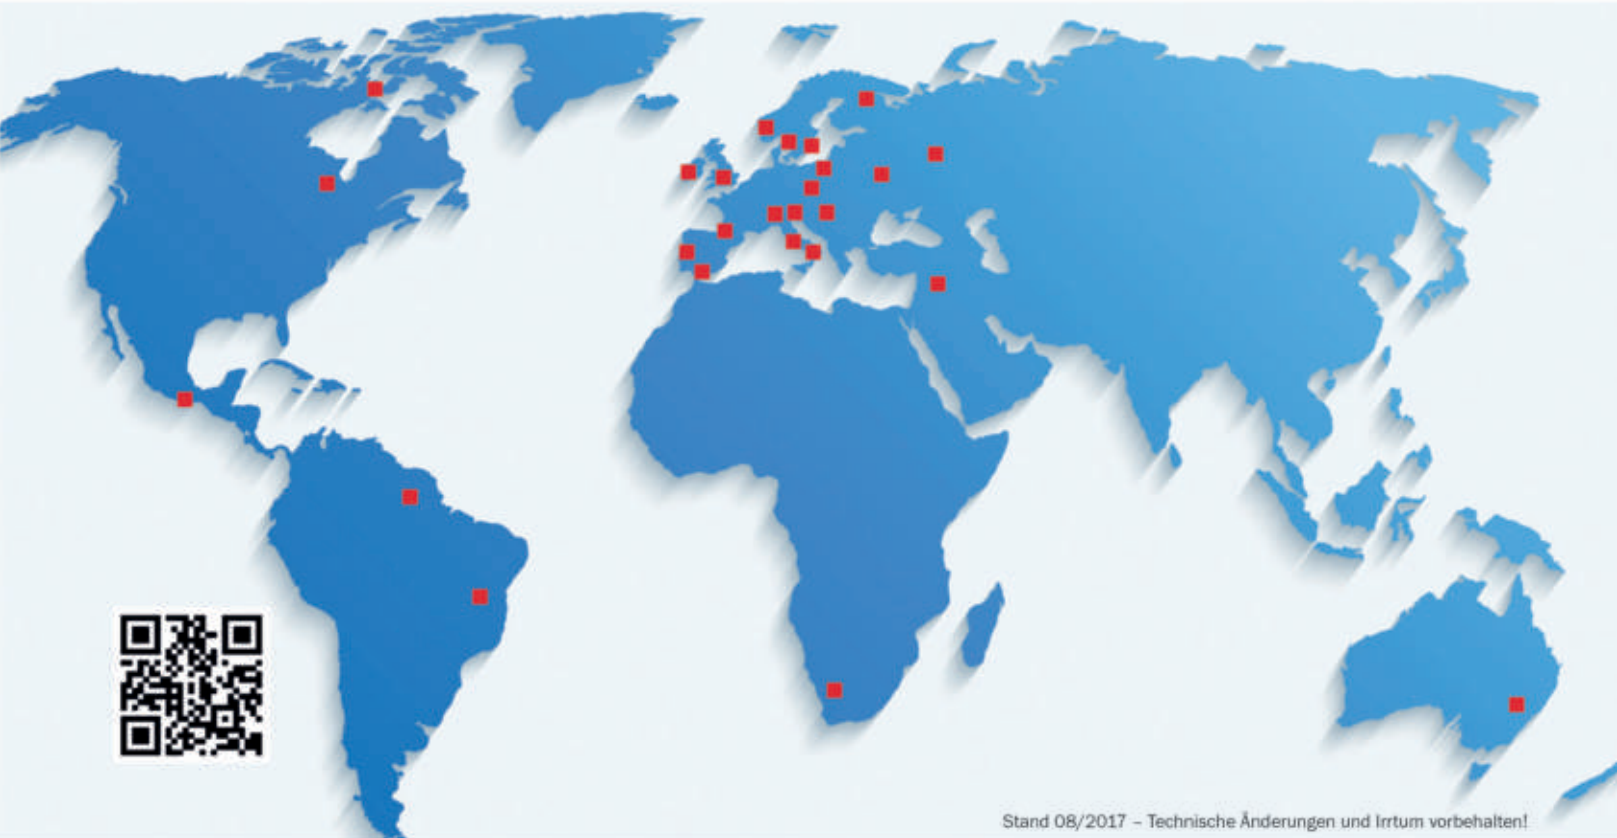 Stand 08/2017 – Technische Änderungen und Irrtum vorbehalten!